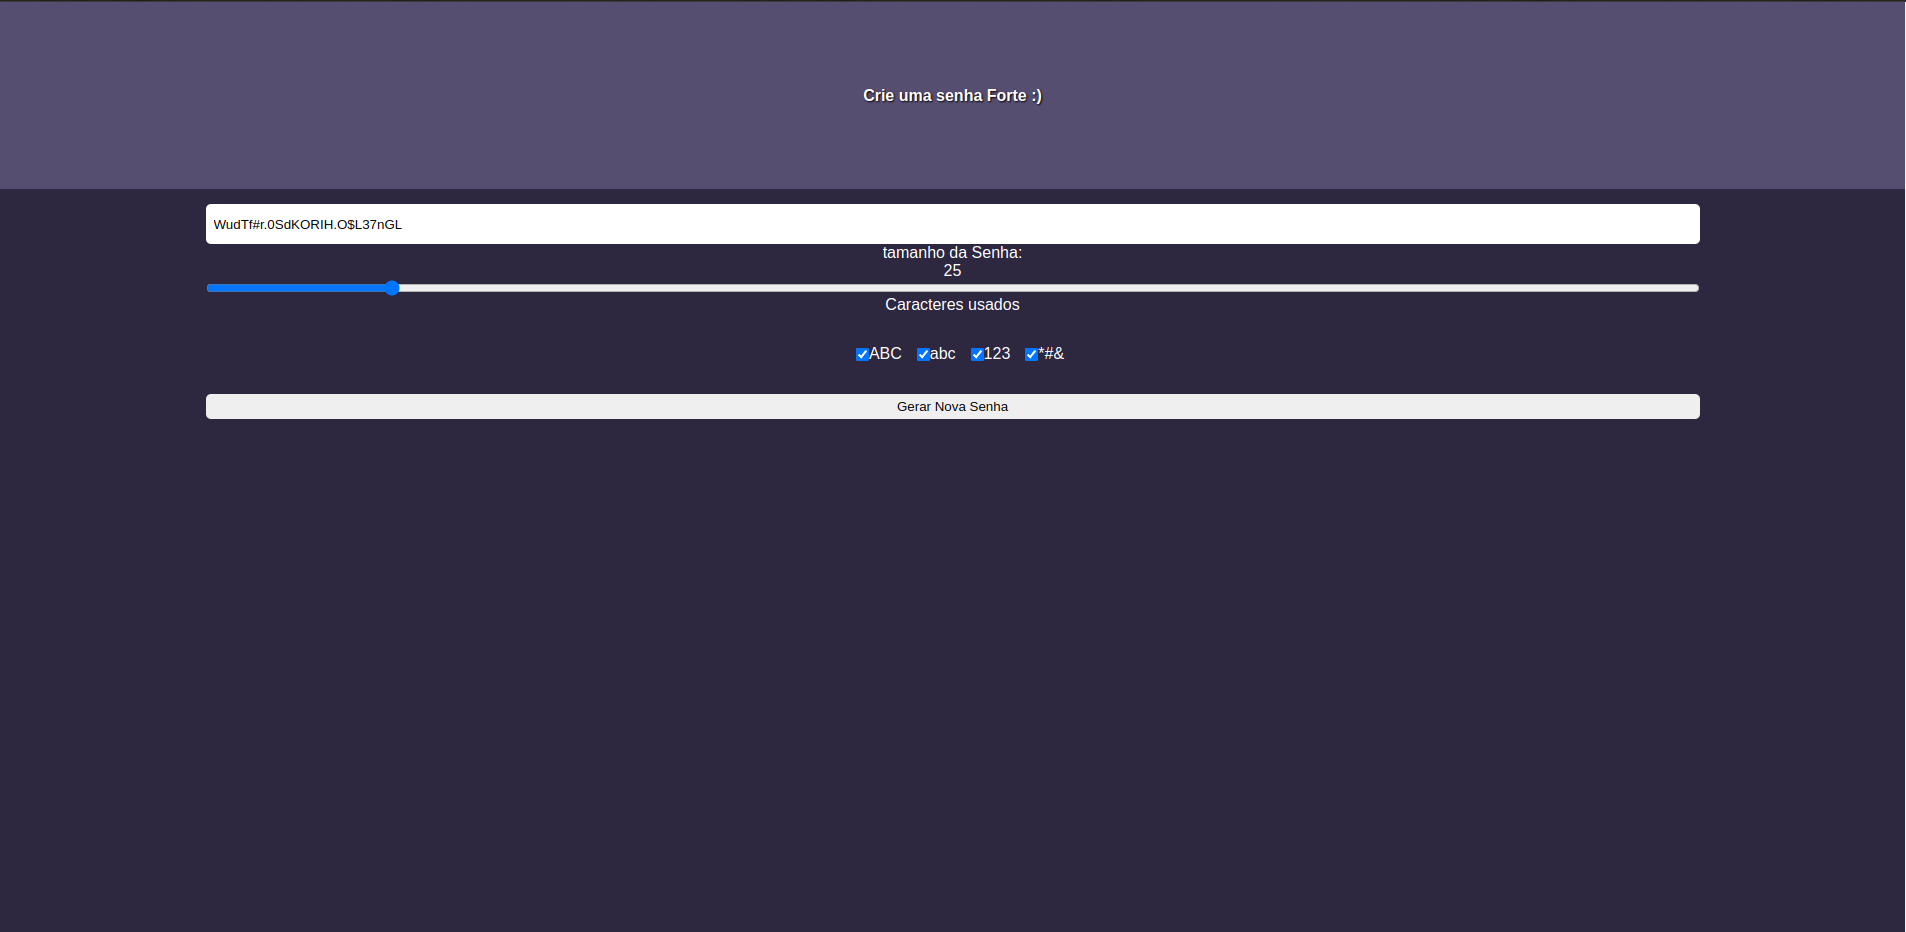 Crie uma senha Forte :)
WudTf#r.0SdKORIH.O$L37nGL
tamanho da Senha:
25
Caracteres usados
ABC abc 123 *#&
Gerar Nova Senha